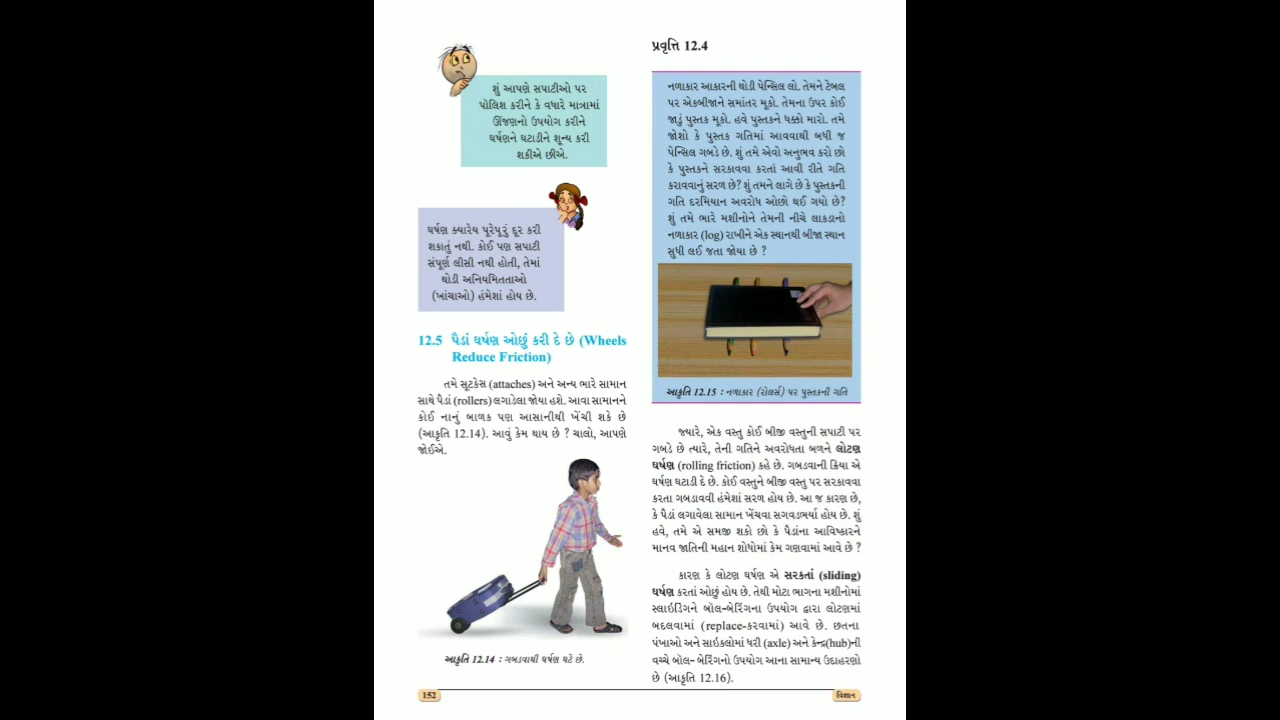 શું આપણે સપાટીઓ પર
પોલિશ કરીને કે વધારે માત્રામાં
ઊંજણનો ઉપયોગ કરીને
ઘર્ષણને ઘટાડીને શૂન્ય કરી
શકીએ છીએ.
ઘર્ષણ ક્યારેય પૂરેપૂરું દૂર કરી
શકાતું નથી. કોઈ પણ સપાટી
સંપૂર્ણ લીસી નથી હોતી, તેમાં
થોડી અનિયમિતતાઓ
(ખાંચાઓ) હંમેશાં હોય છે.
12.5 પૈડાં ઘર્ષણ ઓછું કરી દે છે (Wheels
Reduce Friction)
તમે સૂટકેસ (attaches) અને અન્ય ભારે સામાન
સાથે પૈડાં (rollers) લગાડેલા જોયા હશે. આવા સામાનને
કોઈ નાનું બાળક પણ આસાનીથી ખેંચી શકે છે
(આકૃતિ 12.14). આવું કેમ થાય છે ? ચાલો, આપણે
જોઈએ.
આકૃતિ 12.14 : ગબડવાથી ઘર્ષણ ઘટે છે.
152
પ્રવૃત્તિ 12.4
નળાકાર આકારની થોડી પેન્સિલ લો. તેમને ટેબલ
પર એકબીજાને સમાંતર મૂકો. તેમના ઉપર કોઈ
જાડું પુસ્તક મૂકો. હવે પુસ્તકને ધક્કો મારો. તમે
જોશો કે પુસ્તક ગતિમાં આવવાથી બધી જ
પેન્સિલ ગબડે છે. શું તમે એવો અનુભવ કરો છો
કે પુસ્તકને સરકાવવા કરતાં આવી રીતે ગતિ
કરાવવાનું સરળ છે? શું તમને લાગે છે કે પુસ્તકની
ગતિ દરમિયાન અવરોધ ઓછો થઈ ગયો છે?
શું તમે ભારે મશીનોને તેમની નીચે લાકડાનો
નળાકાર (log) રાખીને એક સ્થાનથી બીજા સ્થાન
સુધી લઈ જતા જોયા છે ?
આકૃતિ 12.15 : નળાકાર (રોલર્સ) પર પુસ્તકની ગતિ
જ્યારે, એક વસ્તુ કોઈ બીજી વસ્તુની સપાટી પર
ગબડે છે ત્યારે, તેની ગતિને અવરોધતા બળને લોટણ
ઘર્ષણ (rolling friction) કહે છે. ગબડવાની ક્રિયા એ
ઘર્ષણ ઘટાડી દે છે. કોઈ વસ્તુને બીજી વસ્તુ પર સરકાવવા
કરતા ગબડાવવી હંમેશાં સરળ હોય છે. આ જ કારણ છે,
કે પૈડાં લગાવેલા સામાન ખેંચવા સગવડભર્યા હોય છે. શું
હવે, તમે એ સમજી શકો છો કે પૈડાંના આવિષ્કારને
માનવ જાતિની મહાન શોધોમાં કેમ ગણવામાં આવે છે ?
કારણ કે લોટણ ઘર્ષણ એ સરકતાં (sliding)
ઘર્ષણ કરતાં ઓછું હોય છે. તેથી મોટા ભાગના મશીનોમાં
સ્લાઇડિંગને બૉલ-બેરિંગના ઉપયોગ દ્વારા લોટણમાં
બદલવામાં (replace-કરવામાં) આવે છે. છતના
પંખાઓ અને સાઇકલોમાં ધરી (axle) અને કેન્દ્ર(hub)ની
વચ્ચે બૉલ- બેરિંગનો ઉપયોગ આના સામાન્ય ઉદાહરણો
છે (આકૃતિ 12.16).
વિજ્ઞાન